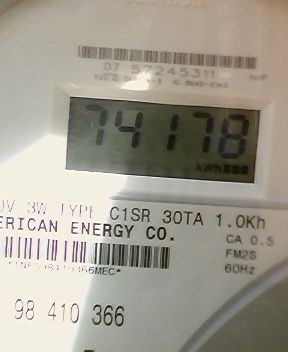 07 57245311
74178
kWh
0V 3W TYPE C1SR 30TA 1.0Kh
ERICAN ENERGY CO.
CA 0.5
FM2S
60Hz
98 410 366